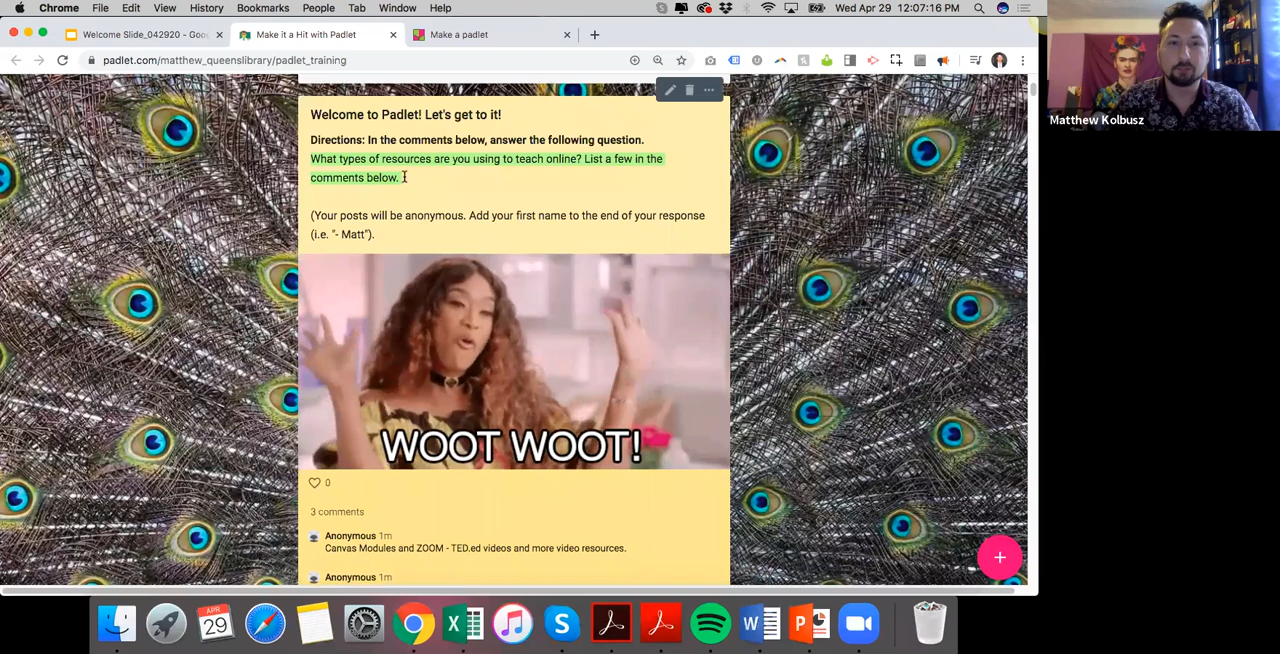 Chrome File Edit View History Bookmarks People Tab Window Help
Wed Apr 29 12:07:16 PM
Welcome Slide_042920 - Goo
Make it a Hit with Padlet
Make a padlet
padlet.com/matthew_queenslibrary/padlet_training
Matthew Kolbusz
Welcome to Padlet! Let's get to it!
Directions: In the comments below, answer the following question.
What types of resources are you using to teach online? List a few in the
comments below.
(Your posts will be anonymous. Add your first name to the end of your response
(i.e. "- Matt").
WOOT WOOT!
0
3 comments
Anonymous 1m
Canvas Modules and ZOOM - TED.ed videos and more video resources.
Anonymous 1m
APR
29